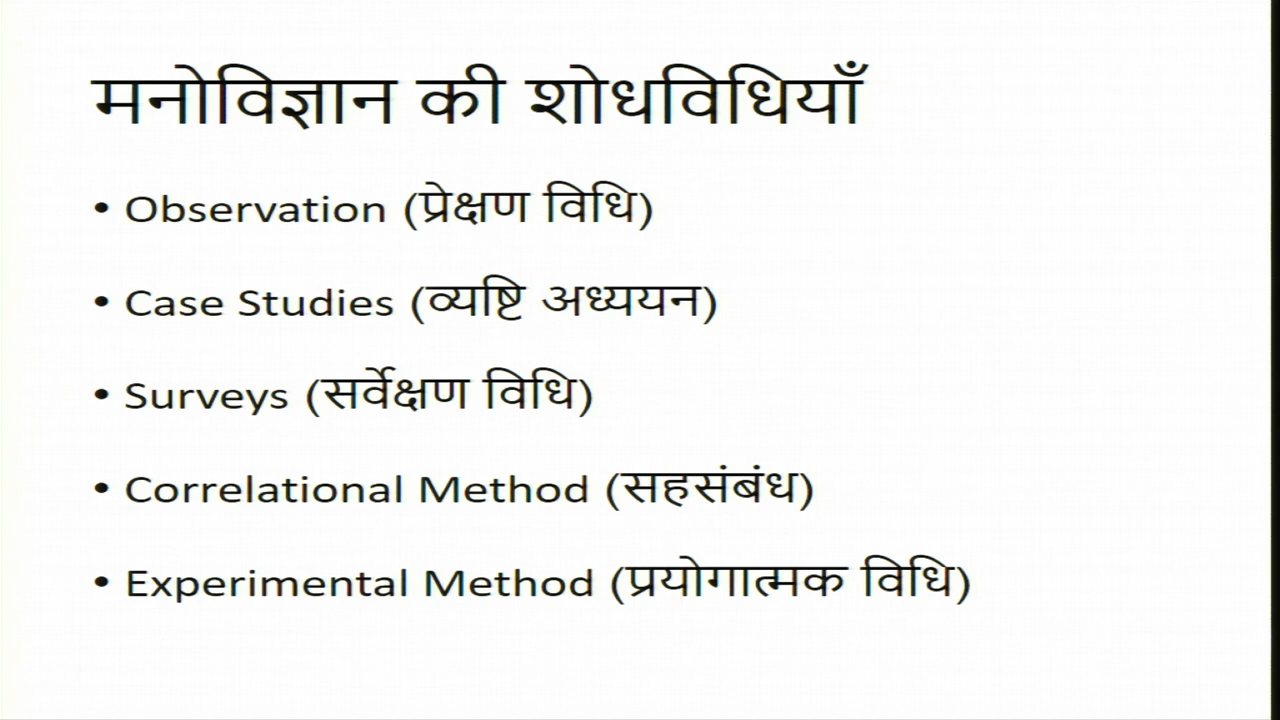 मनोविज्ञान की शोधविधियाँ
• Observation (प्रेक्षण विधि)
• Case Studies (व्यष्टि अध्ययन)
• Surveys (सर्वेक्षण विधि)
• Correlational Method (सहसंबंध)
• Experimental Method (प्रयोगात्मक विधि)